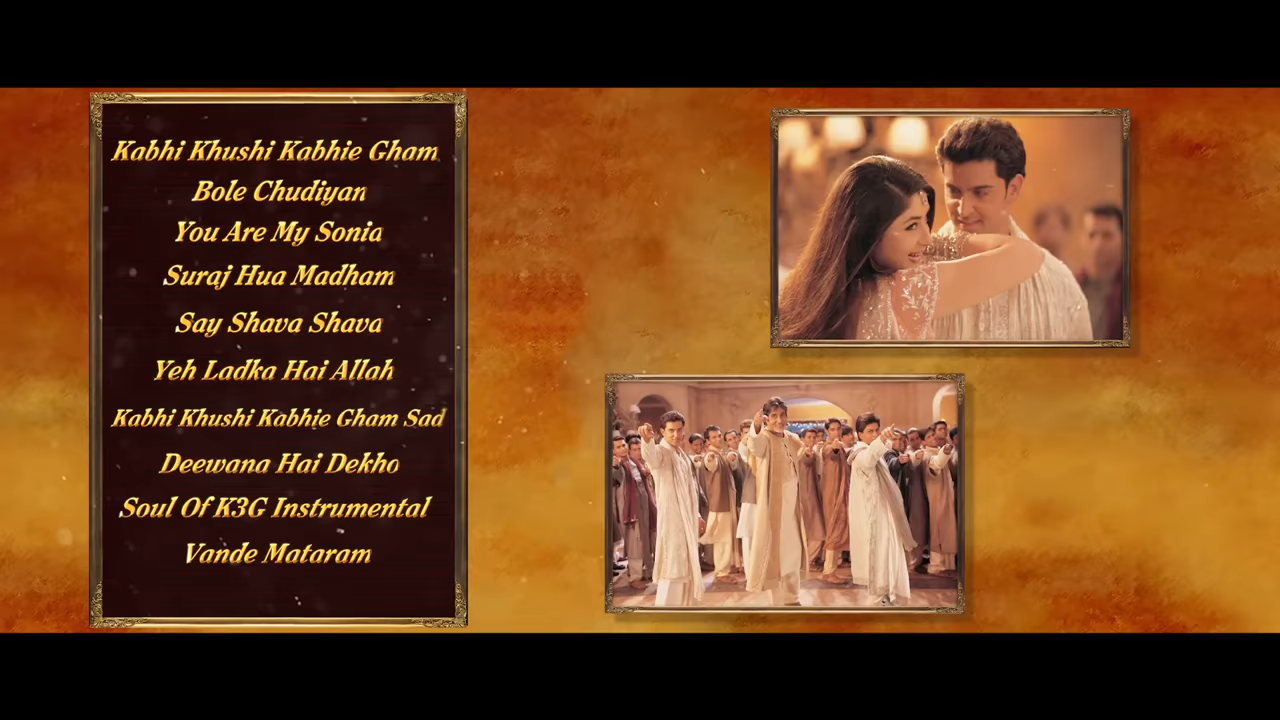 Kabhi Khushi Kabhie Gham
Bole Chudiyan
You Are My Sonia
Suraj Hua Madham
Say Shava Shava
Yeh Ladka Hai Allah
Kabhi Khushi Kabhie Gham Sad
Deewana Hai Dekho
Soul Of K3G Instrumental
Vande Mataram